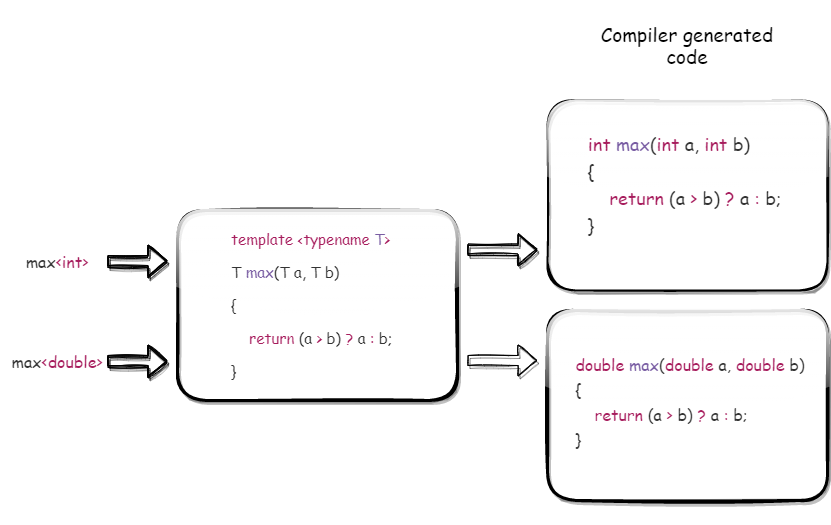 Compiler generated
code
max<int>
max<double>
template <typename T>
T max(T a, T b)
{
return (a > b) ? a : b;
}
int max(int a, int b)
{
return (a > b) ? a : b;
}
double max(double a, double b)
{
return (a > b) ? a : b;
}